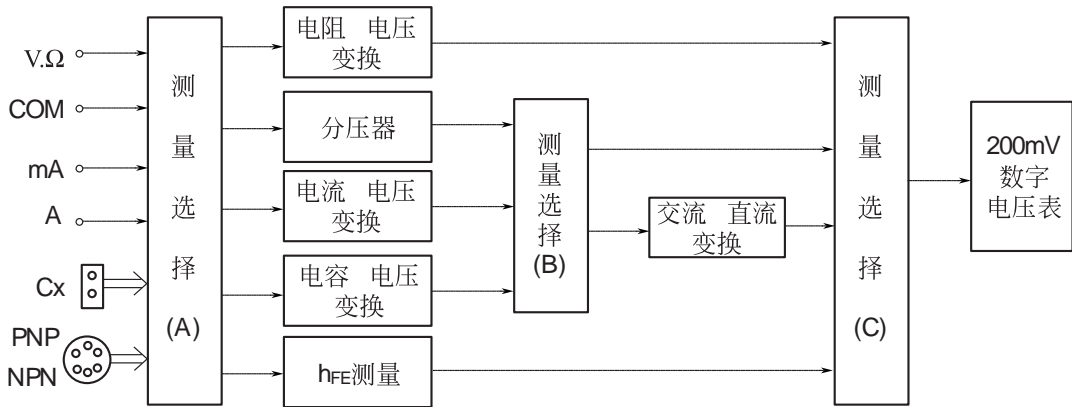 V.Ω
COM
mA
A
Cx
PNP
NPN
测
量
选
择
(A)
电阻 电压
变换
分压器
电流 电压
变换
电容 电压
变换
hFE测量
测
量
选
择
(B)
交流 直流
变换
测
量
选
择
(C)
200mV
数字
电压表